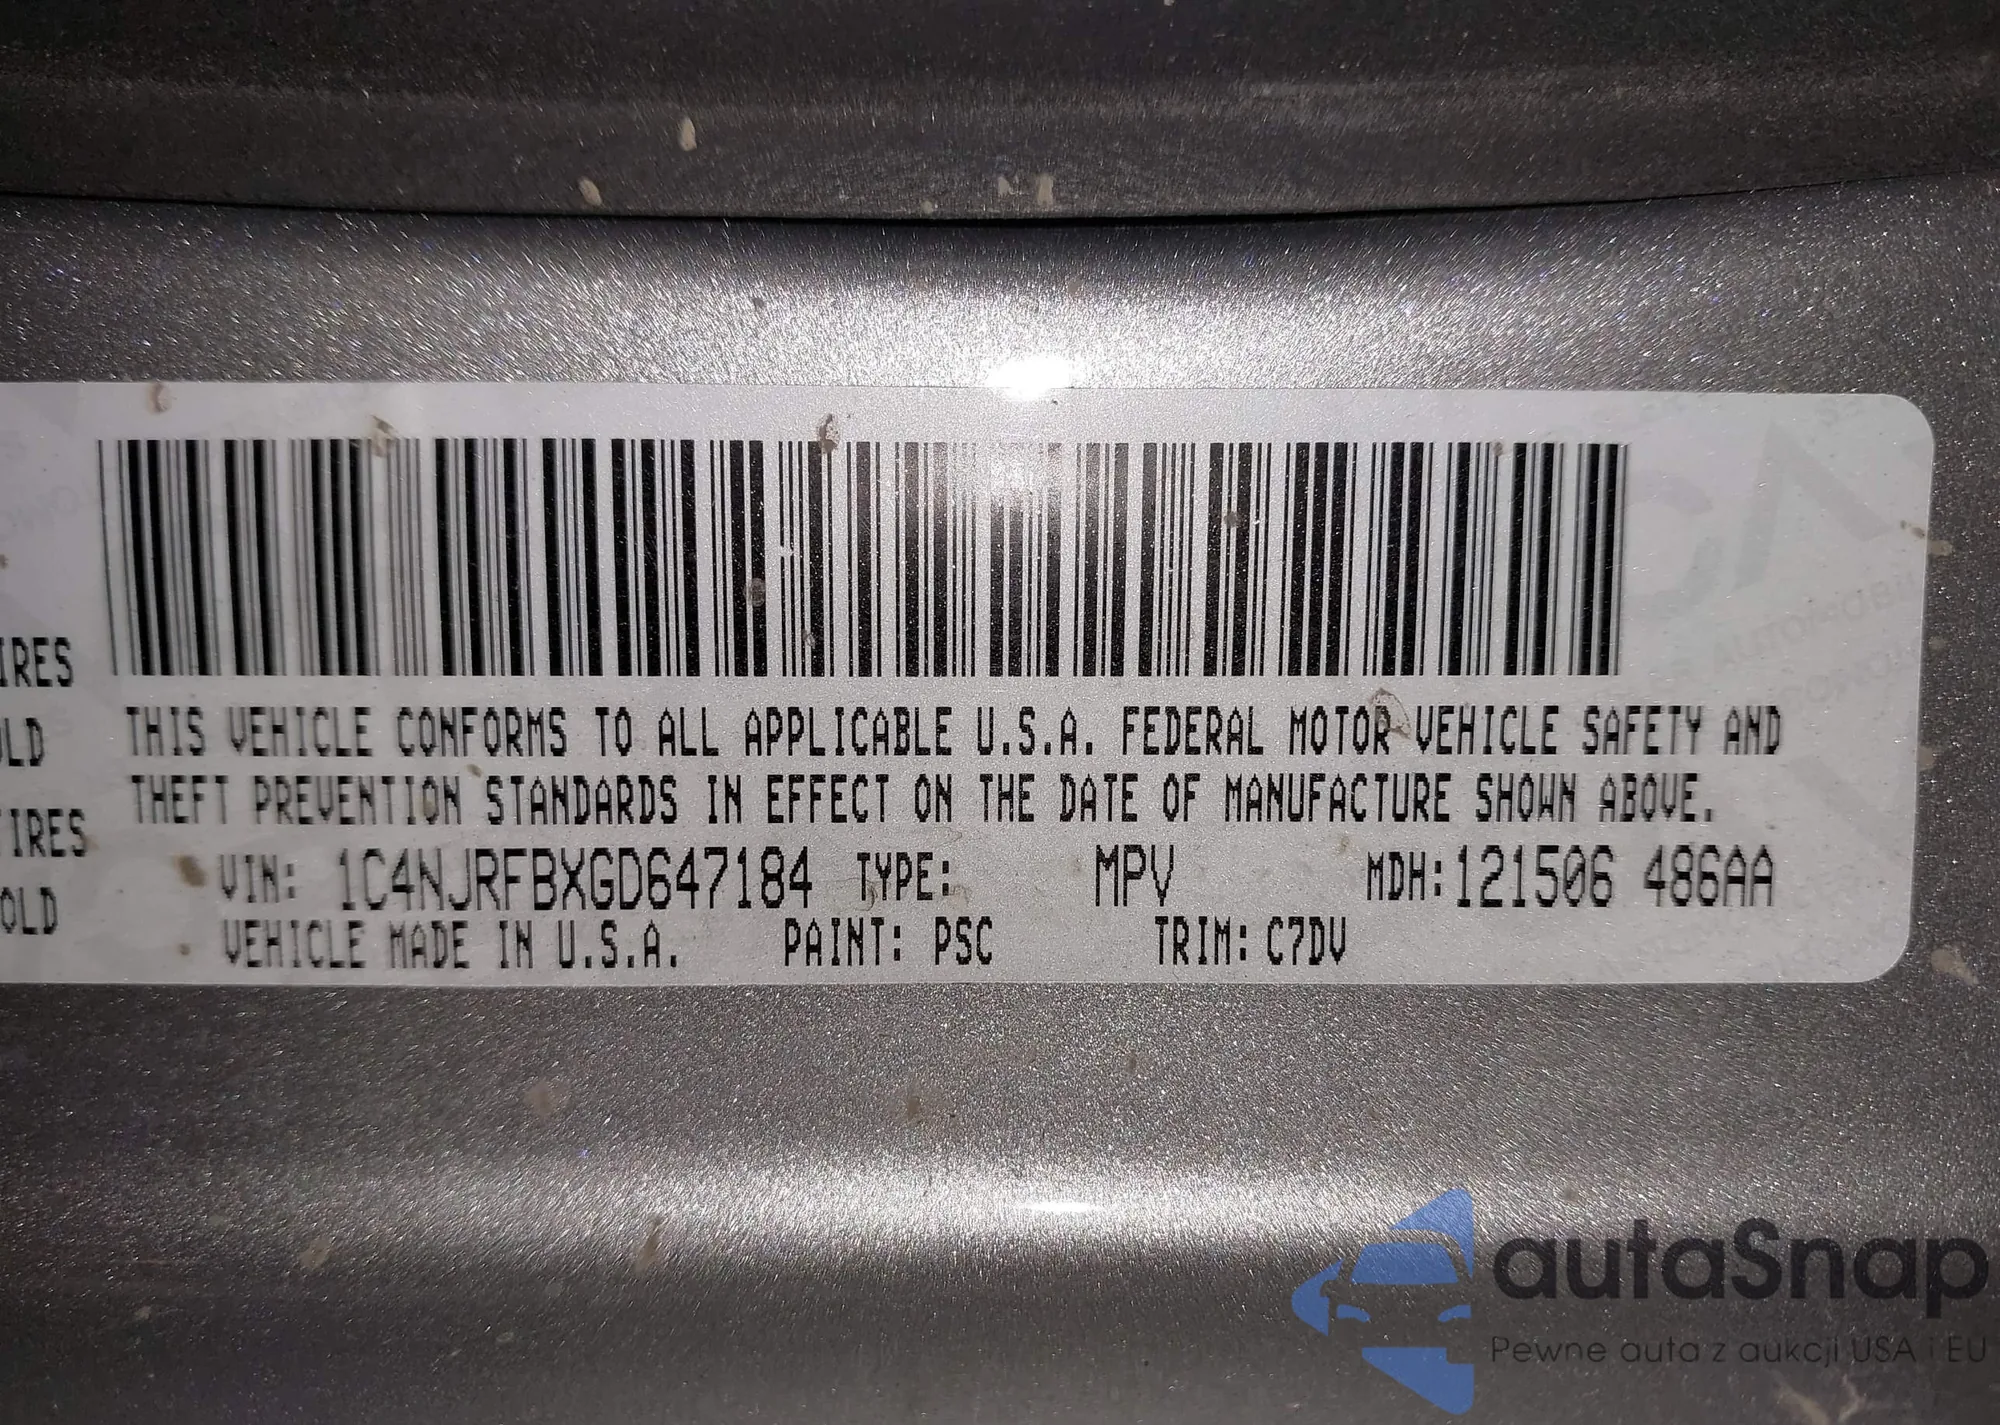 IRES
OLD
TIRES
OLD
THIS VEHICLE CONFORMS TO ALL APPLICABLE U.S.A. FEDERAL MOTOR VEHICLE SAFETY AND
THEFT PREVENTION STANDARDS IN EFFECT ON THE DATE OF MANUFACTURE SHOWN ABOVE.
VIN: 1C4NJRFBXGD647184 TYPE: MPV MDH:121506 486AA
VEHICLE MADE IN U.S.A. PAINT: PSC TRIM: C7DV
autaSnap
Pewne auta z aukcji USA i EU